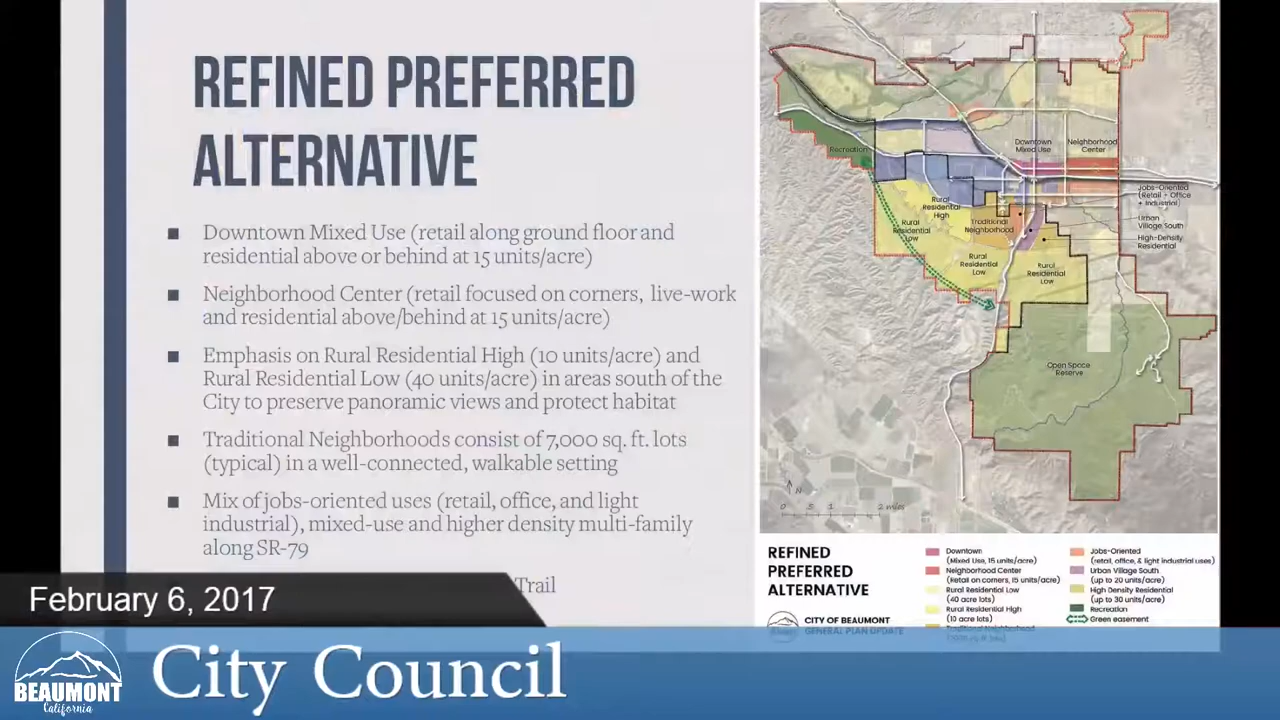 REFINED PREFERRED
ALTERNATIVE
■ Downtown Mixed Use (retail along ground floor and
residential above or behind at 15 units/acre)
■ Neighborhood Center (retail focused on corners, live-work
and residential above/behind at 15 units/acre)
■ Emphasis on Rural Residential High (10 units/acre) and
Rural Residential Low (40 units/acre) in areas south of the
City to preserve panoramic views and protect habitat
■ Traditional Neighborhoods consist of 7,000 sq. ft. lots
(typical) in a well-connected, walkable setting
■ Mix of jobs-oriented uses (retail, office, and light
industrial), mixed-use and higher density multi-family
along SR-79
Trail
Recreation
Downtown
Mixed Use
Neighborhood
Center
Jobs-Oriented
(Retail + Office
+ Industrial)
Rural
Residential
High
Urban
Village South
Rural
Residential
Low
Traditional
Neighborhood
High-Density
Residential
Rural
Residential
Low
Rural
Residential
Low
Open Space
Reserve
N
0 .5 1 2 miles
REFINED
PREFERRED
ALTERNATIVE
CITY OF BEAUMONT
GENERAL PLAN UPDATE
Downtown
(Mixed Use, 15 units/acre)
Neighborhood Center
(Retail on corners, 15 units/acre)
Rural Residential Low
(40 acre lots)
Rural Residential High
(10 acre lots)
Traditional Neighborhood
Jobs-Oriented
(retail, office, & light industrial uses)
Urban Village South
(up to 20 units/acre)
High Density Residential
(up to 30 units/acre)
Recreation
Green easement
February 6, 2017
BEAUMONT
California
City Council